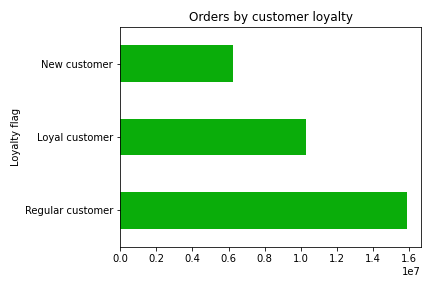 Orders by customer loyalty
New customer
Loyal customer
Regular customer
Loyalty flag
0.0 0.2 0.4 0.6 0.8 1.0 1.2 1.4 1.6
1e7